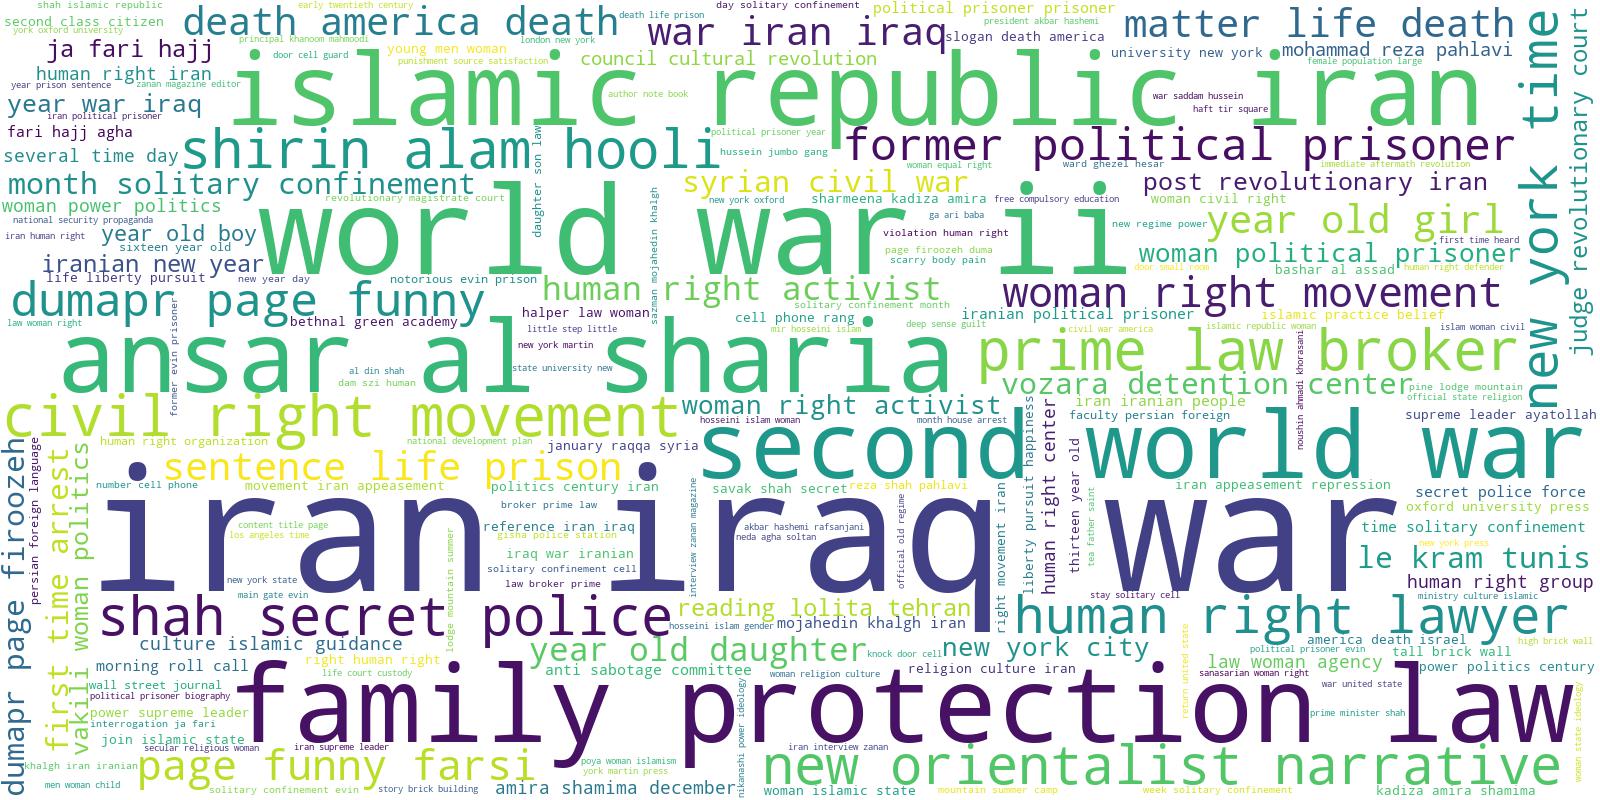 shah islamic republic
early twentieth century
day solitary confinement
political prisoner prisoner
second class citizen
death america death
death life prison
president akbar hashemi
matter life death
york oxford university
principal khanoom mahmoodi
london new york
war iran iraq
slogan death america
ja fari hajj
door cell guard
young men woman
council cultural revolution
university new york
mohammad reza pahlavi
human right iran
punishment source satisfaction
female population large
year prison sentence
zanan magazine editor
islamic republic iran
author note book
war saddam hussein
haft tir square
year war iraq
iran political prisoner
fari hajj agha
political prisoner year
former political prisoner
several time day
shirin alam hooli
hussein jumbo gang
woman equal right
ward ghezel hesar
immediate aftermath revolution
month solitary confinement
syrian civil war
post revolutionary iran
woman power politics
revolutionary magistrate court
new york oxford
sharmeena kadiza amira
free compulsory education
woman civil right
national security propaganda
world war ii
ga ari baba
new regime power
year old girl
iran human right
year old boy
violation human right
first time heard
sixteen year old
page firoozeh duma
woman political prisoner
iranian new year
scarry body pain
door small room
bashar al assad
human right defender
life liberty pursuit
new year day
notorious evin prison
human right activist
woman right movement
dumapr page funny
solitary confinement month
halper law woman
iranian political prisoner
islamic practice belief
law woman right
bethnal green academy
cell phone rang
deep sense guilt
little step little
mir hosseini islam
civil war america
islamic republic woman
islam woman civil
ansar al sharia
new york martin
prime law broker
al din shah
state university new
dam szi human
vozara detention center
pine lodge mountain
official state religion
civil right movement
woman right activist
iran iranian people
faculty persian foreign
supreme leader ayatollah
hosseini islam woman
month house arrest
human right organization
national development plan
january raqqa syria
second world war
sentence life prison
number cell phone
movement iran appeasement
politics century iran
savak shah secret
reza shah pahlavi
iran appeasement repression
secret police force
broker prime law
oxford university press
iran iraq war
content title page
los angeles time
reference iran iraq
gisha police station
akbar hashemi rafsanjani
neda agha soltan
time solitary confinement
new york press
iraq war iranian
le kram tunis
solitary confinement cell
new york state
law broker prime
human right group
main gate evin
stay solitary cell
ministry culture islamic
shah secret police
reading lolita tehran
hosseini islam gender
mojahedin khalgh iran
human right lawyer
culture islamic guidance
year old daughter
knock door cell
new york city
america death israel
high brick wall
political prisoner evin
tall brick wall
morning roll call
right human right
life court custody
anti sabotage committee
woman religion culture
religion culture iran
law woman agency
sanasarian woman right
power politics century
wall street journal
political prisoner biography
family protection law
war united state
power supreme leader
prime minister shah
interrogation ja fari
join islamic state
secular religious woman
iran supreme leader
iran interview zanan
khalgh iran iranian
page funny farsi
poya woman islamism
york martin press
new orientalist narrative
men woman child
solitary confinement evin
story brick building
amira shamima december
woman islamic state
mountain summer camp
week solitary confinement
kadiza amira shamima
new york time
judge revolutionary court
daughter son law
sazman mojahedin khalgh
former evin prisoner
noushin ahmadi khorasani
dumapr page firoozeh
persian foreign language
first time arrest
vakili woman politics
lodge mountain summer
interview zanan magazine
official old regime
right movement iran
liberty pursuit happiness
human right center
thirteen year old
tea father saint
return united state
nikanashi power ideology
woman state ideology